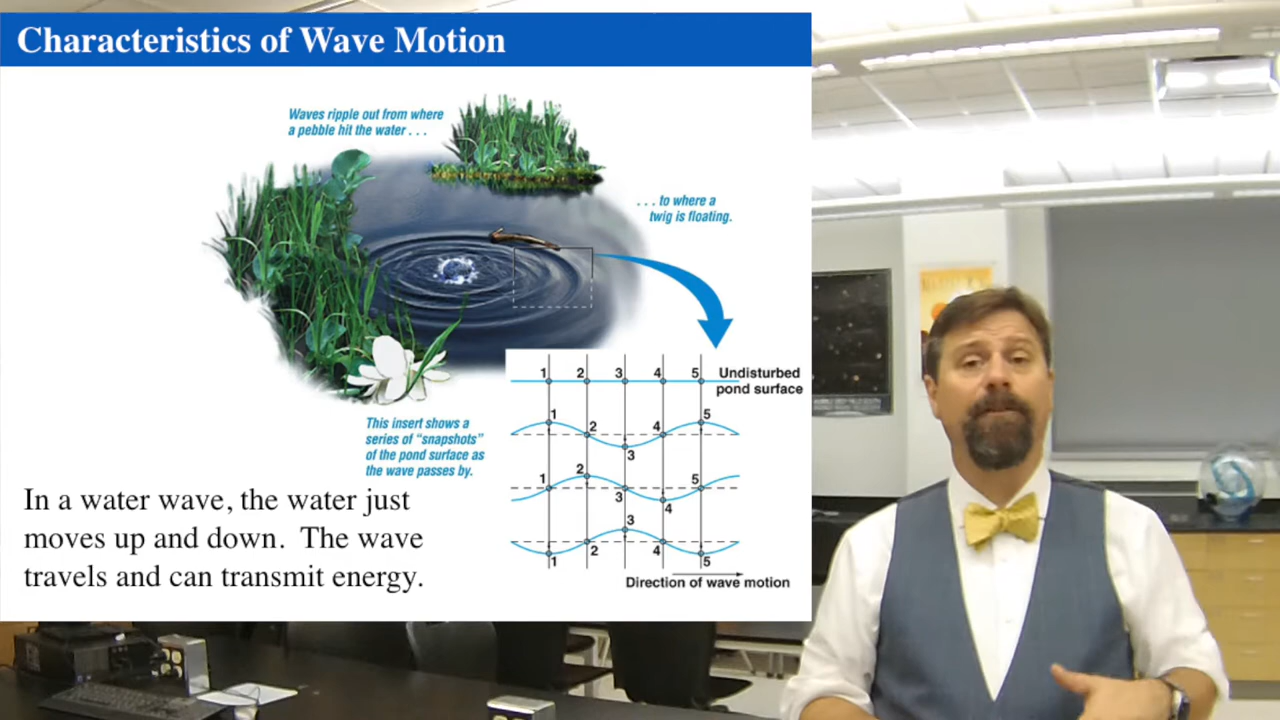 Characteristics of Wave Motion
Waves ripple out from where
a pebble hit the water . . .
. . . to where a
twig is floating.
This insert shows a
series of “snapshots”
of the pond surface as
the wave passes by.
In a water wave, the water just
moves up and down. The wave
travels and can transmit energy.
1 2 3 4 5 Undisturbed
pond surface
1 2 3 4 5
1 2 3 4 5
1 2 3 4 5
Direction of wave motion